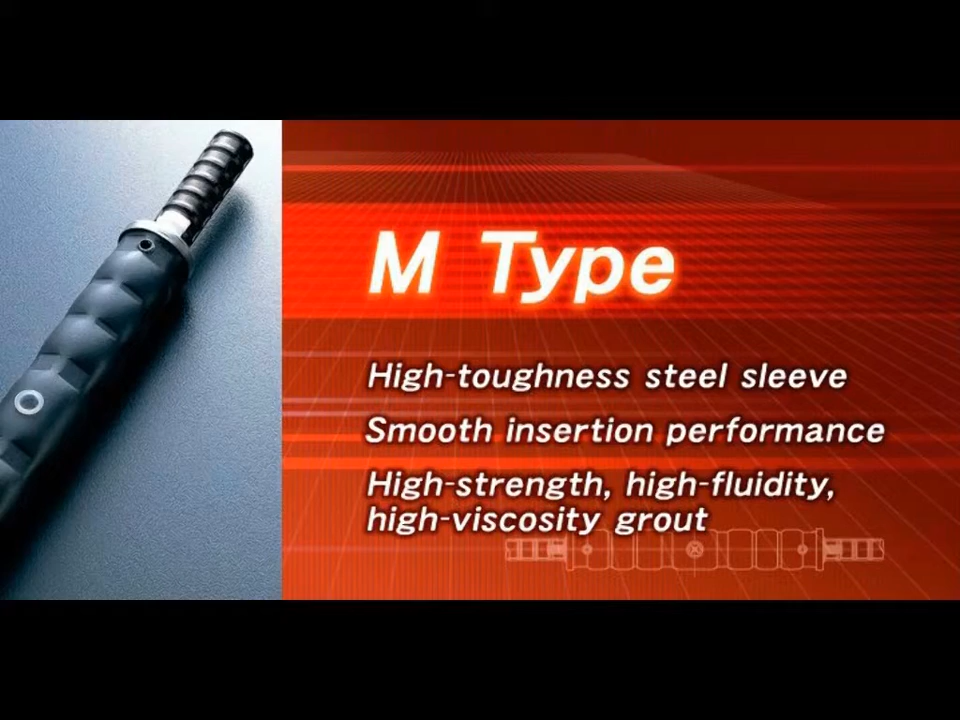 M Type
High-toughness steel sleeve
Smooth insertion performance
High-strength, high-fluidity,
high-viscosity grout